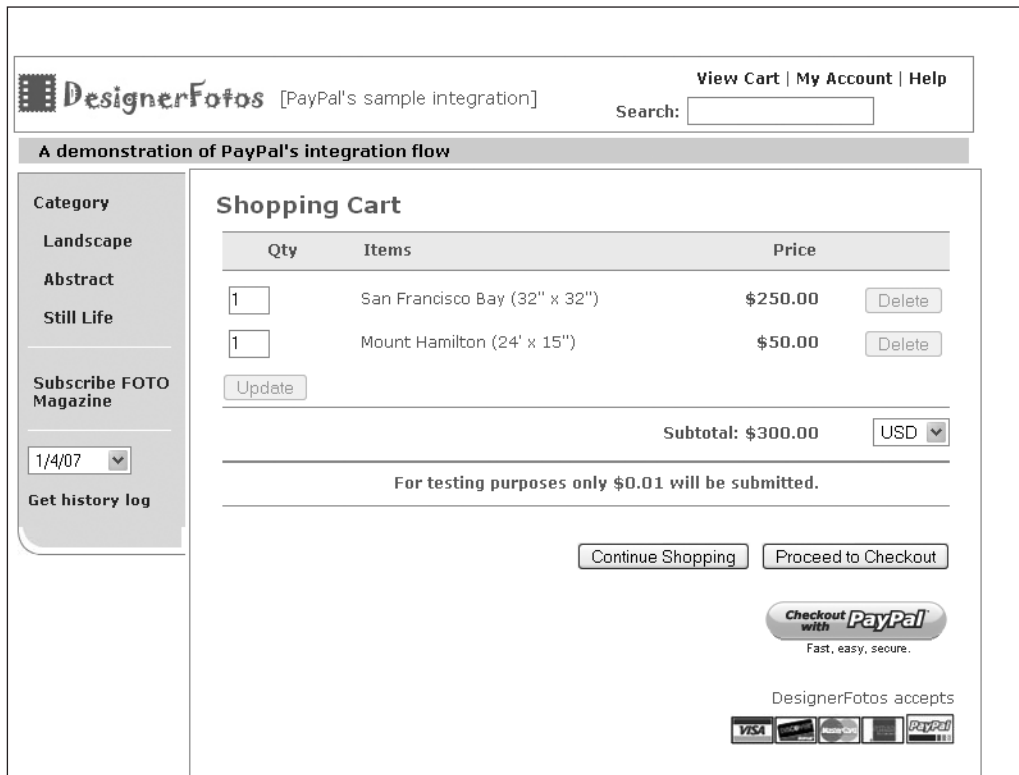 View Cart | My Account | Help
DesignerFotos [PayPal's sample integration]
Search:
A demonstration of PayPal's integration flow
Category
Landscape
Abstract
Still Life
Subscribe FOTO
Magazine
1/4/07
Get history log
Shopping Cart
Qty Items Price
1 San Francisco Bay (32" x 32") $250.00 Delete
1 Mount Hamilton (24' x 15") $50.00 Delete
Update
Subtotal: $300.00 USD
For testing purposes only $0.01 will be submitted.
Continue Shopping Proceed to Checkout
Checkout with PayPal
Fast, easy, secure.
DesignerFotos accepts
VISA DISCOVER MasterCard PayPal